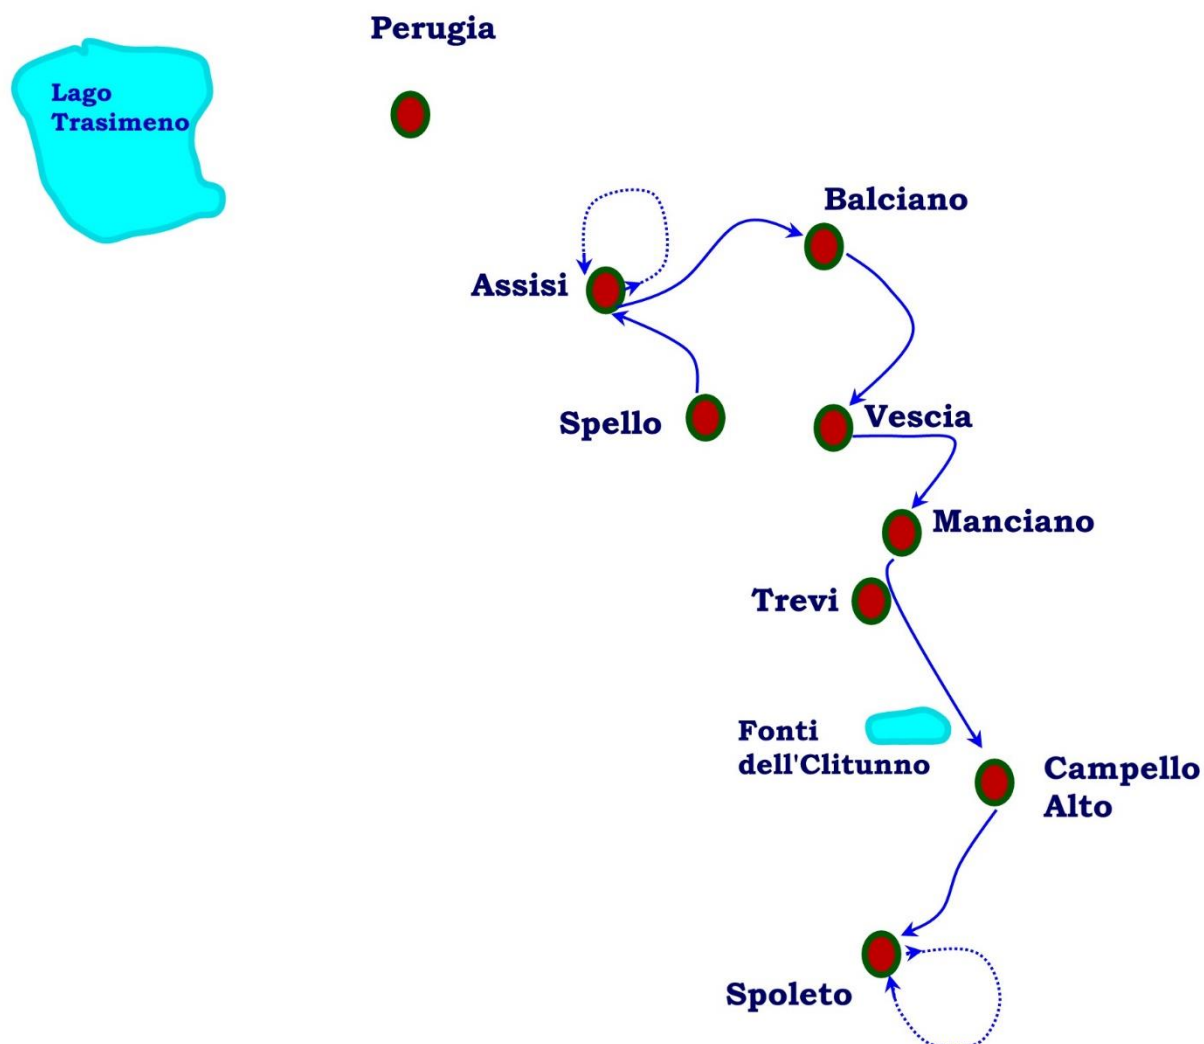 Perugia
Lago
Trasimeno
Balciano
Assisi
Spello
Vescia
Manciano
Trevi
Fonti
dell'Clitunno
Campello
Alto
Spoleto